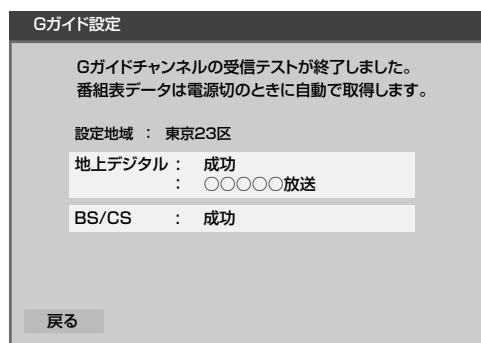 Gガイド設定
Gガイドチャンネルの受信テストが終了しました。
番組表データは電源切のときに自動で取得します。
設定地域 : 東京23区
地上デジタル : 成功
: ○○○○○放送
BS/CS : 成功
戻る